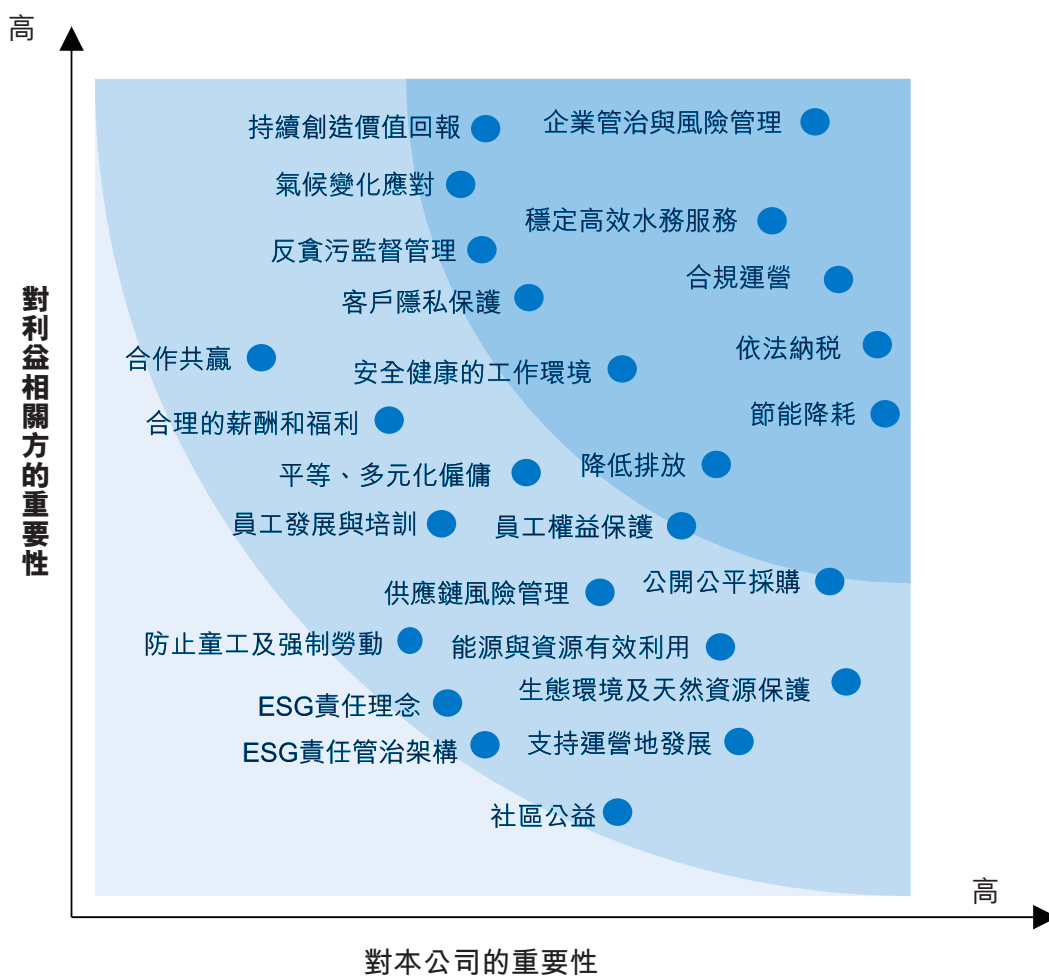 高
持續創造價值回報
企業管治與風險管理
氣候變化應對
穩定高效水務服務
反貪污監督管理
合規運營
客戶隱私保護
對利益相關方的重要性
依法納税
合作共贏
安全健康的工作環境
節能降耗
合理的薪酬和福利
降低排放
平等、多元化僱傭
員工發展與培訓
員工權益保護
公開公平採購
供應鏈風險管理
防止童工及强制勞動
能源與資源有效利用
生態環境及天然資源保護
ESG責任理念
支持運營地發展
ESG責任管治架構
社區公益
高
對本公司的重要性